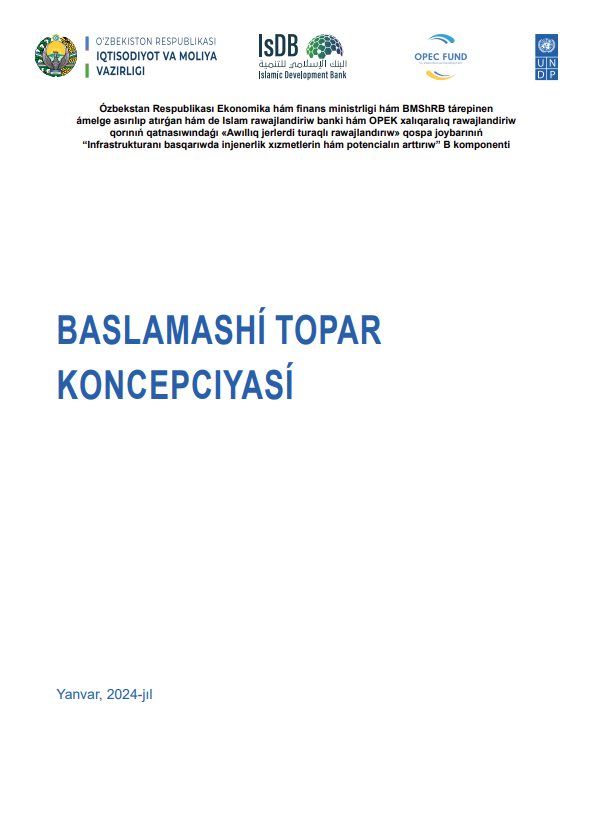 O'ZBEKISTON RESPUBLIKASI
IQTISODIYOT VA MOLIYA
VAZIRLIGI
IsDB
البنك الإسلامي للتنمية
Islamic Development Bank
OPEC FUND
U N
D P
Ózbekstan Respublikası Ekonomika hám finans ministrligi hám BMShRB tárepinen
ámelge asırılıp atırǵan hám de Islam rawajlandiriw banki hám OPEK xalıqaralıq rawajlandiriw
qorınıń qatnasıwındaǵı «Awıllıq jerlerdi turaqlı rawajlandırıw» qospa joybarınıń
“Infrastrukturanı basqarıwda injenerlik xızmetlerin hám potencialın arttırıw” B komponenti
BASLAMASHÍ TOPAR
KONCEPCIYASÍ
Yanvar, 2024-jıl